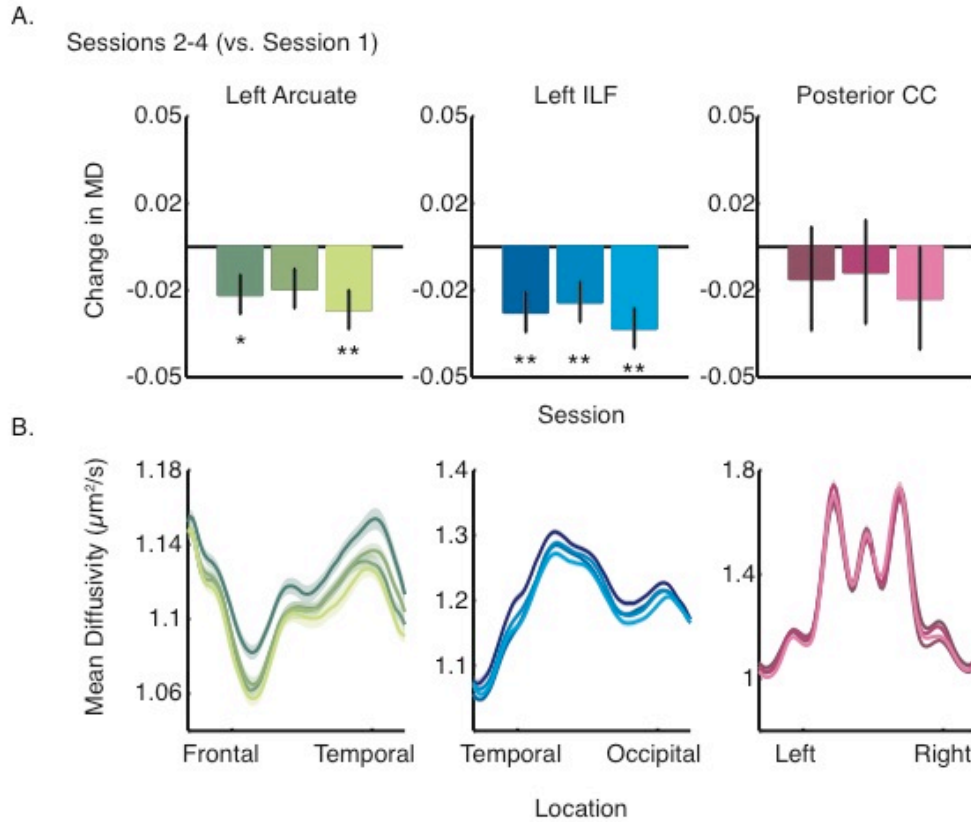 A.
Sessions 2-4 (vs. Session 1)
Left Arcuate
Left ILF
Posterior CC
Change in MD
0.05
0.02
-0.02
-0.05
*
**
0.05
0.02
-0.02
-0.05
**
**
**
0.05
0.02
-0.02
-0.05
Session
B.
Mean Diffusivity (µm²/s)
1.18
1.14
1.1
1.06
Frontal
Temporal
1.4
1.3
1.2
1.1
Temporal
Occipital
1.8
1.4
1
Left
Right
Location